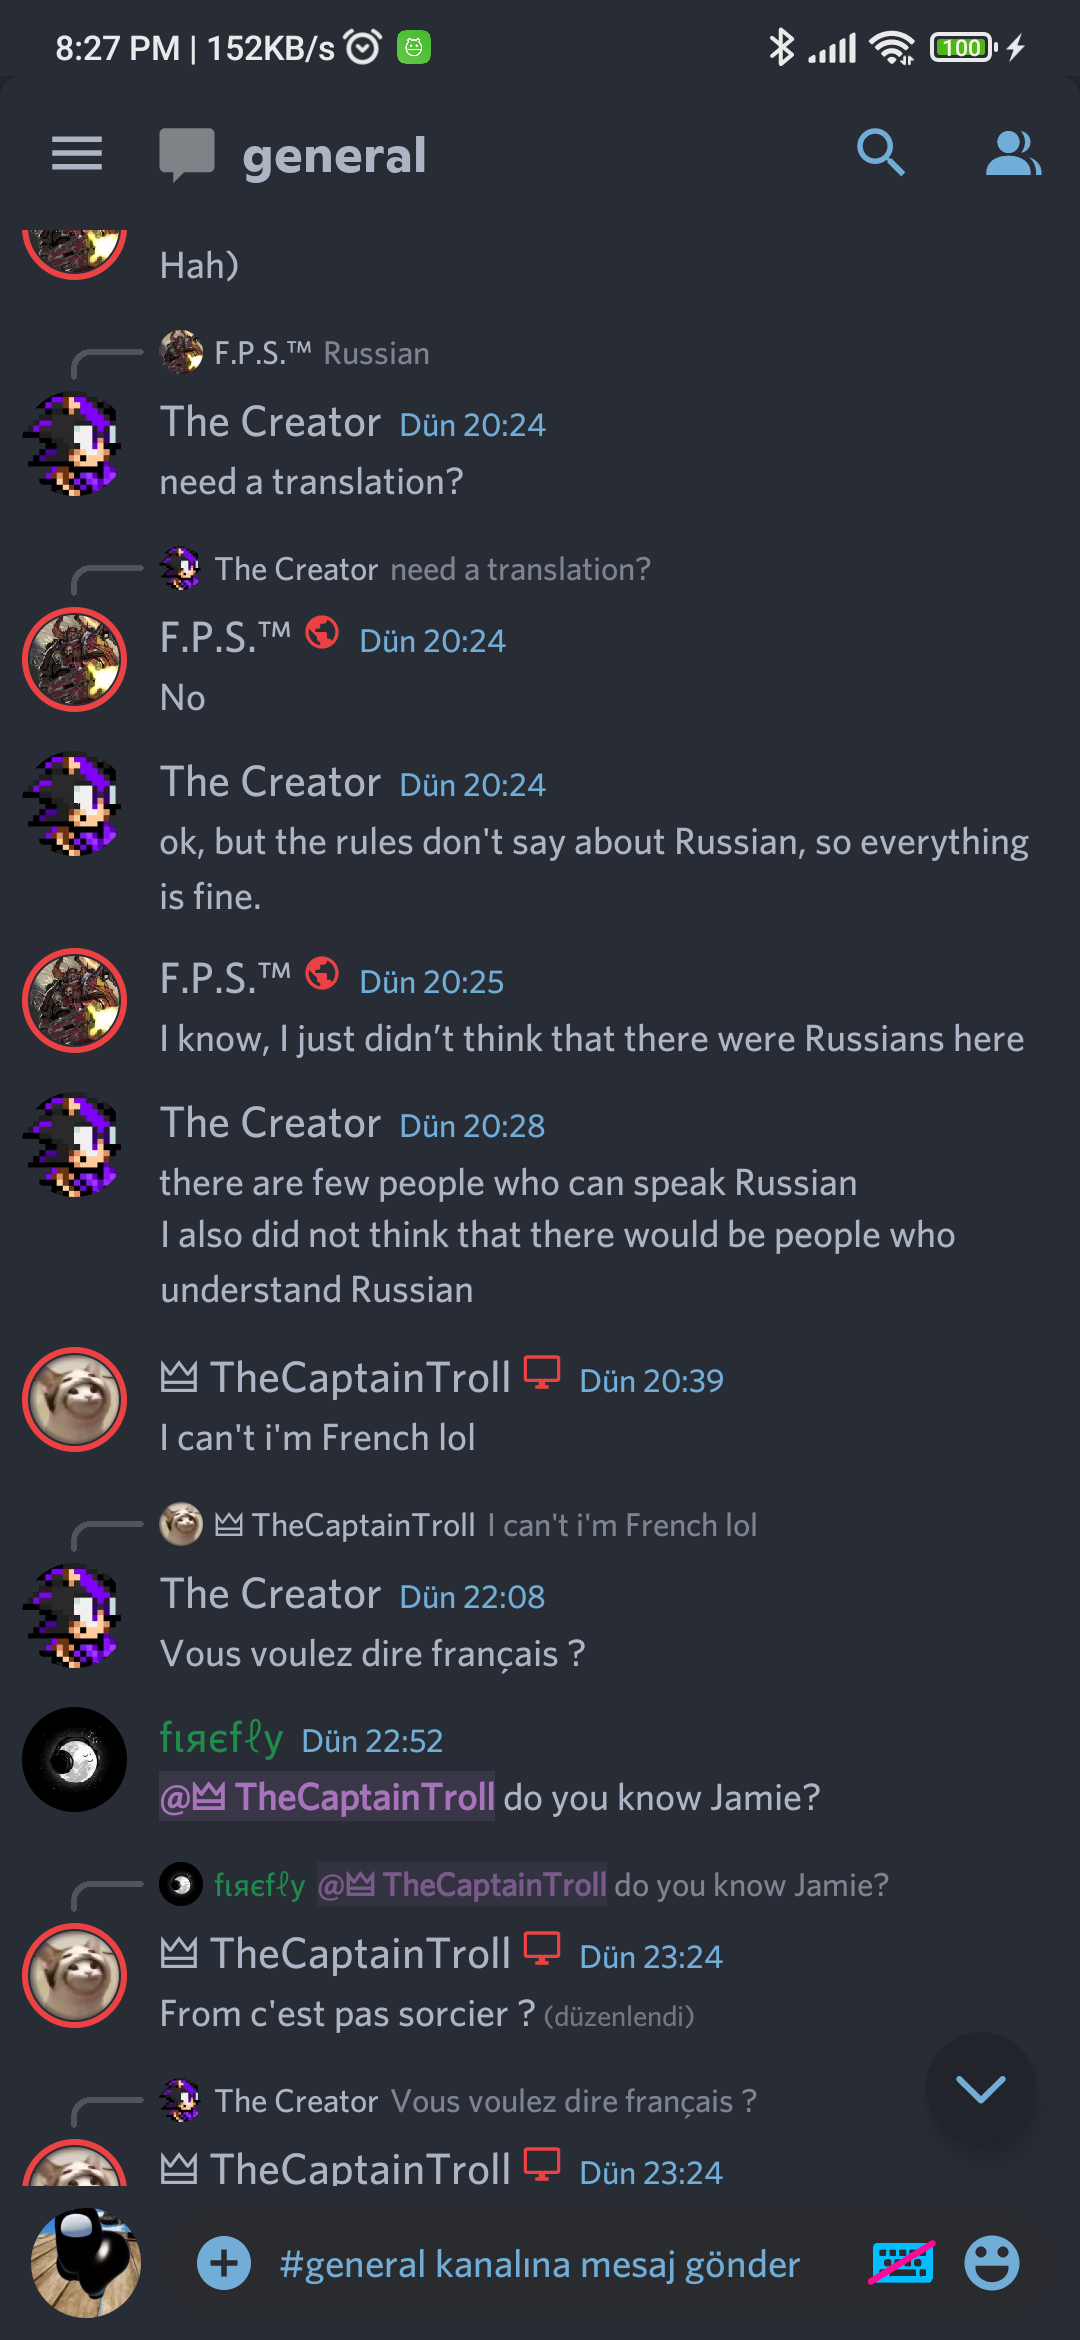 8:27 PM | 152KB/s
100
general
Hah)
F.P.S.™ Russian
The Creator Dün 20:24
need a translation?
The Creator need a translation?
F.P.S.™ Dün 20:24
No
The Creator Dün 20:24
ok, but the rules don't say about Russian, so everything
is fine.
F.P.S.™ Dün 20:25
I know, I just didn’t think that there were Russians here
The Creator Dün 20:28
there are few people who can speak Russian
I also did not think that there would be people who
understand Russian
TheCaptainTroll Dün 20:39
I can't i'm French lol
TheCaptainTroll I can't i'm French lol
The Creator Dün 22:08
Vous voulez dire français ?
fιяєfℓy Dün 22:52
@👑 TheCaptainTroll do you know Jamie?
fιяєfℓy @👑 TheCaptainTroll do you know Jamie?
TheCaptainTroll Dün 23:24
From c'est pas sorcier ? (düzenlendi)
The Creator Vous voulez dire français ?
TheCaptainTroll Dün 23:24
#general kanalına mesaj gönder